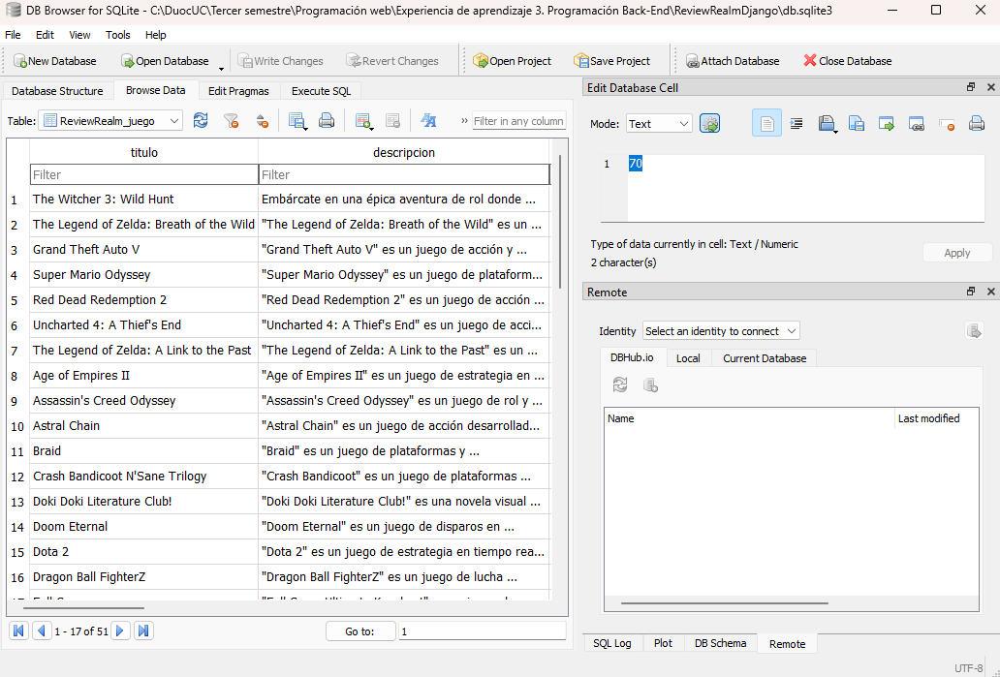 DB Browser for SQLite - C:\DuocUC\Tercer semestre\Programación web\Experiencia de aprendizaje 3. Programación Back-End\ReviewRealmDjango\db.sqlite3
File Edit View Tools Help
New Database Open Database Write Changes Revert Changes Open Project Save Project Attach Database Close Database
Database Structure Browse Data Edit Pragmas Execute SQL
Table: ReviewRealm_juego » Filter in any column
titulo descripcion
Filter Filter
1 The Witcher 3: Wild Hunt Embárcate en una épica aventura de rol donde ...
2 The Legend of Zelda: Breath of the Wild "The Legend of Zelda: Breath of the Wild" es un ...
3 Grand Theft Auto V "Grand Theft Auto V" es un juego de acción y ...
4 Super Mario Odyssey "Super Mario Odyssey" es un juego de plataform...
5 Red Dead Redemption 2 "Red Dead Redemption 2" es un juego de acción ...
6 Uncharted 4: A Thief's End "Uncharted 4: A Thief's End" es un juego de acci...
7 The Legend of Zelda: A Link to the Past "The Legend of Zelda: A Link to the Past" es un ...
8 Age of Empires II "Age of Empires II" es un juego de estrategia en ...
9 Assassin's Creed Odyssey "Assassin's Creed Odyssey" es un juego de rol y ...
10 Astral Chain "Astral Chain" es un juego de acción desarrollad...
11 Braid "Braid" es un juego de plataformas y ...
12 Crash Bandicoot N'Sane Trilogy "Crash Bandicoot" es un juego de plataformas ...
13 Doki Doki Literature Club! "Doki Doki Literature Club!" es una novela visual ...
14 Doom Eternal "Doom Eternal" es un juego de disparos en ...
15 Dota 2 "Dota 2" es un juego de estrategia en tiempo rea...
16 Dragon Ball FighterZ "Dragon Ball FighterZ" es un juego de lucha ...
1 - 17 of 51 Go to: 1
Edit Database Cell
Mode: Text
1 70
Type of data currently in cell: Text / Numeric
2 character(s)
Apply
Remote
Identity Select an identity to connect
DBHub.io Local Current Database
Name Last modified
SQL Log Plot DB Schema Remote
UTF-8